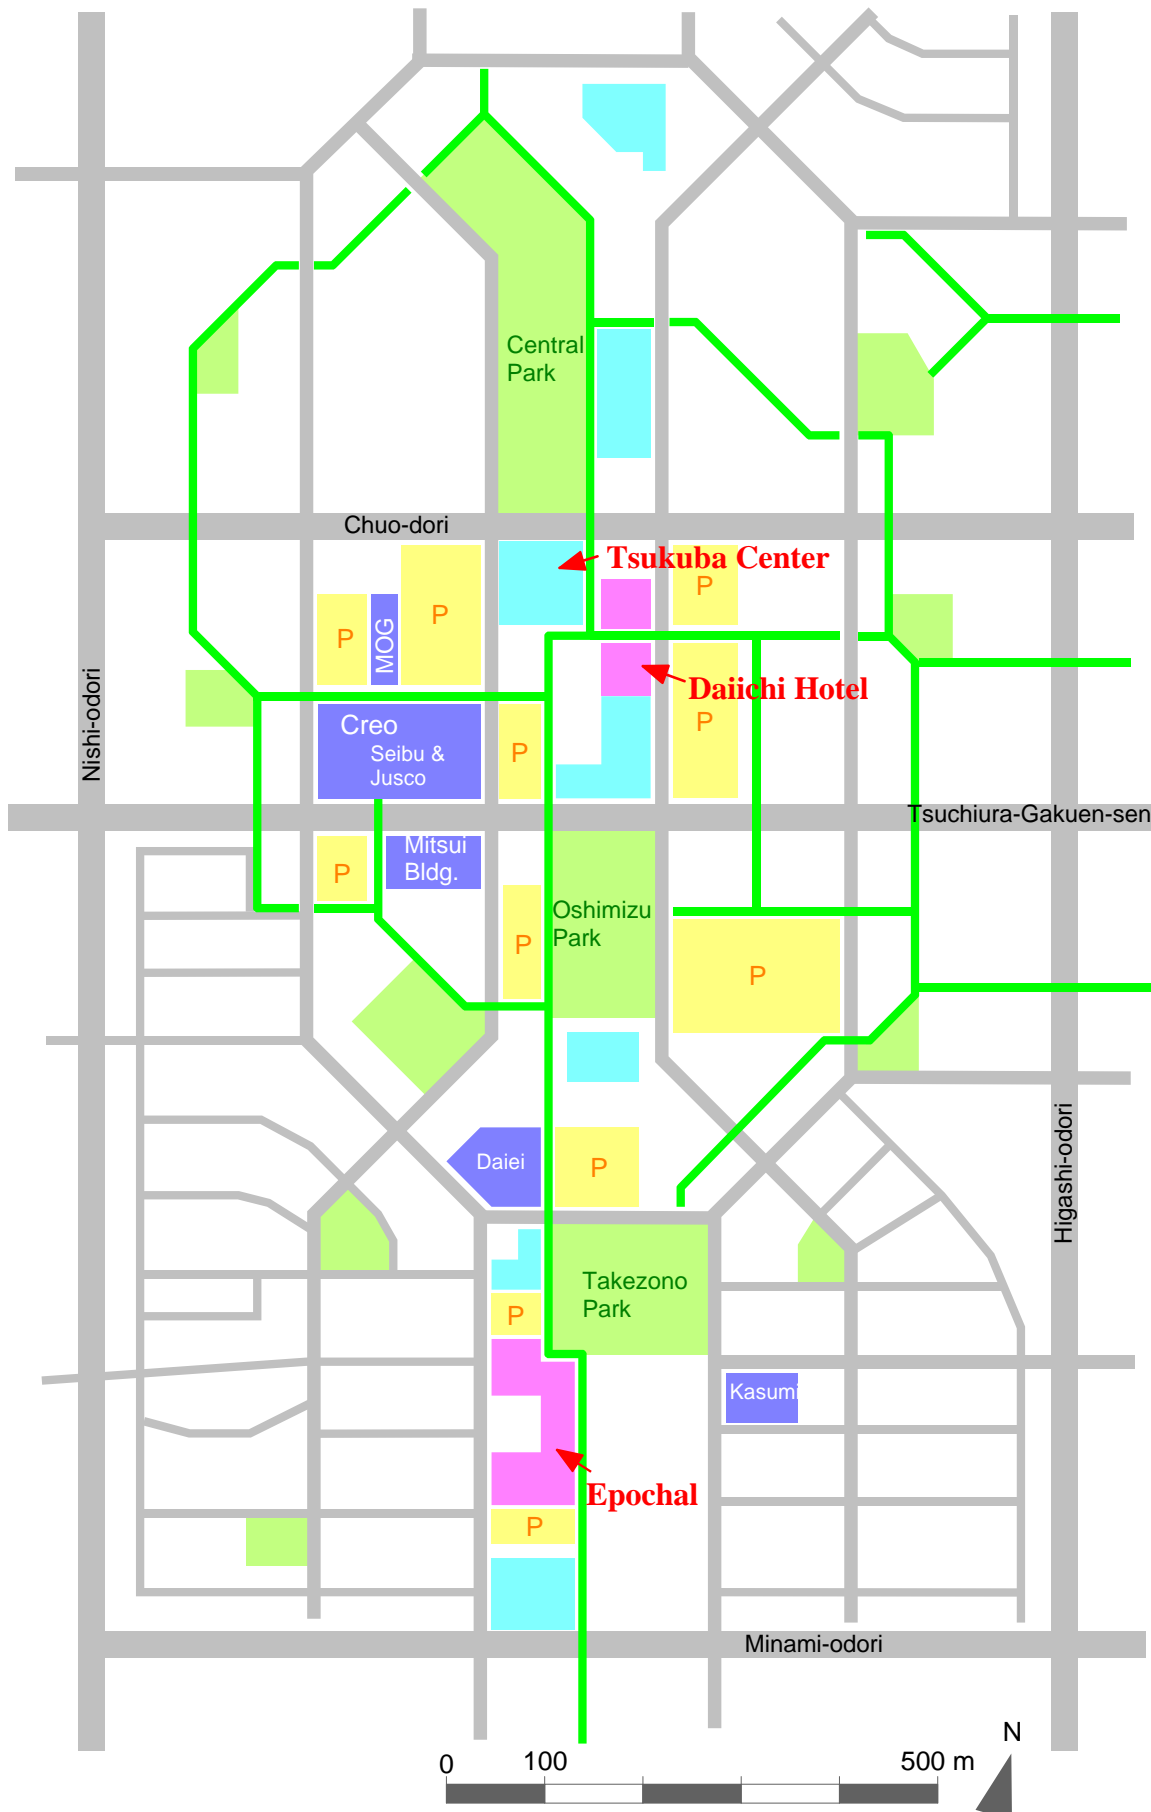 Central
Park
Chuo-dori
Tsukuba Center
P
P
MOG
P
Daiichi Hotel
Nishi-odori
Creo
Seibu &
Jusco
P
P
Tsuchiura-Gakuen-sen
Mitsui
Bldg.
P
Oshimizu
Park
P
P
Daiei
P
Higashi-odori
Takezono
Park
P
Kasumi
Epochal
P
Minami-odori
N
0 100 500 m